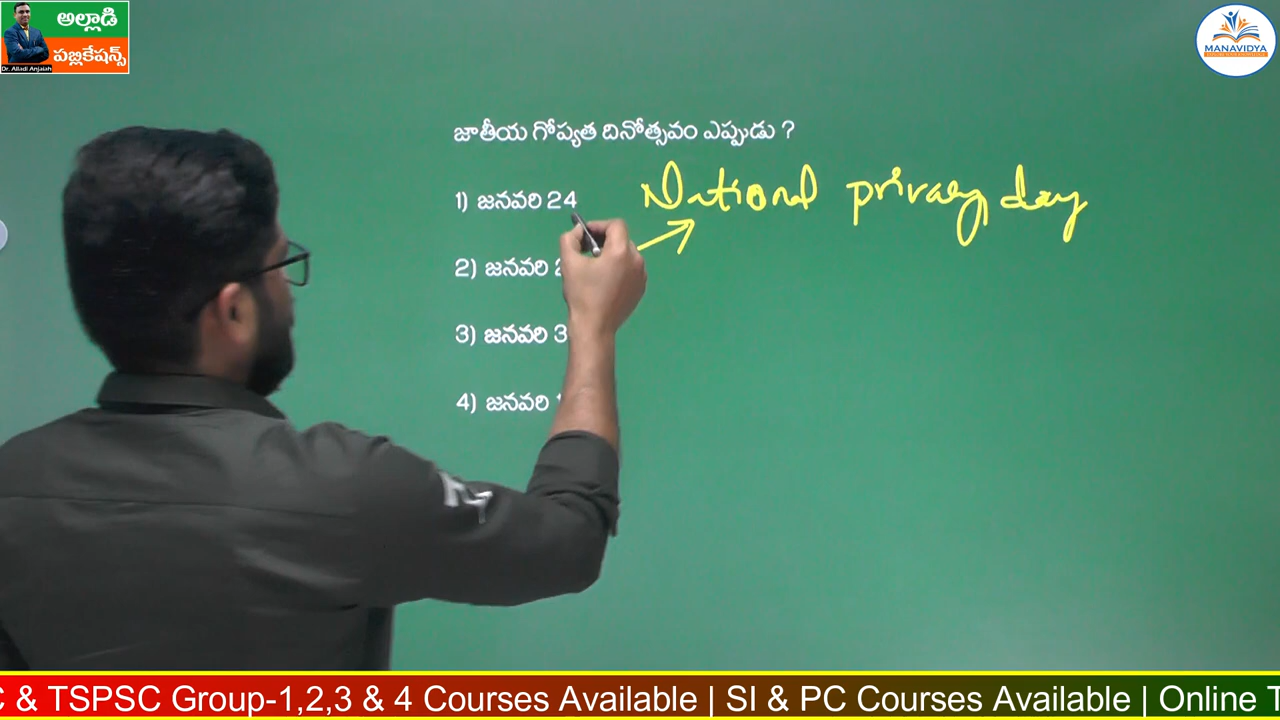 అల్లాడి
పబ్లికేషన్స్
Dr. Alladi Anjaiah
MANAVIDYA
జాతీయ గోప్యత దినోత్సవం ఎప్పుడు ?
1) జనవరి 24
National privacy day
2) జనవరి
3) జనవరి 3
4) జనవరి
C & TSPSC Group-1,2,3 & 4 Courses Available | SI & PC Courses Available | Online T